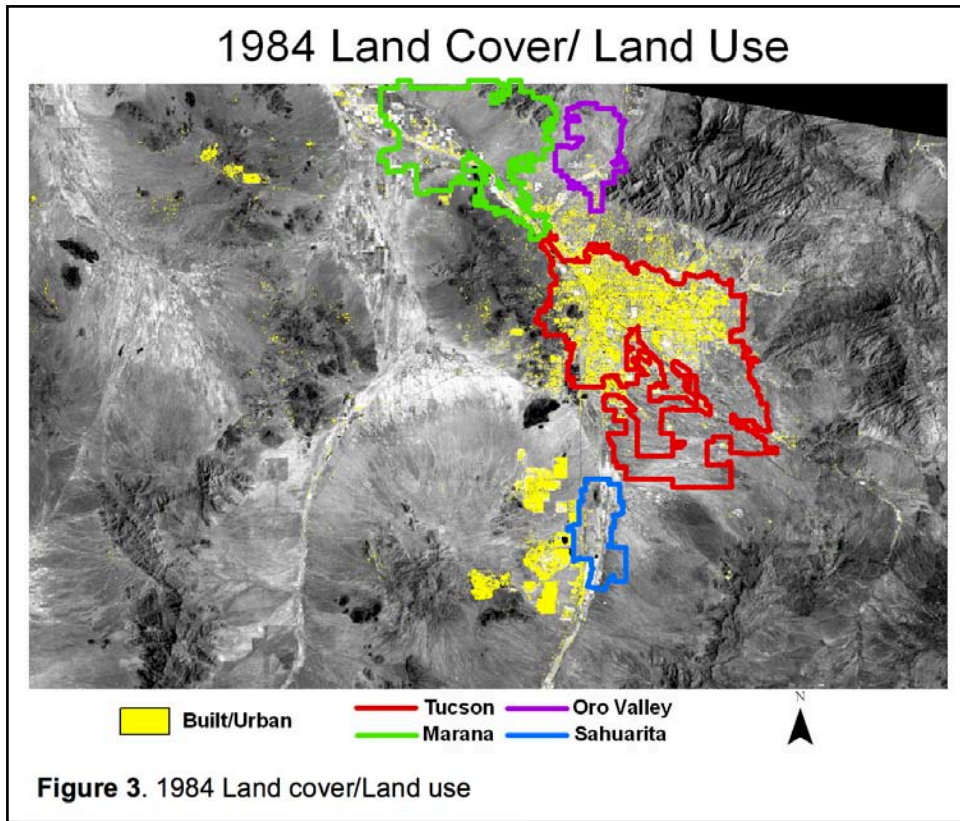 1984 Land Cover/ Land Use
N
Built/Urban
Tucson
Oro Valley
Marana
Sahuarita
Figure 3. 1984 Land cover/Land use